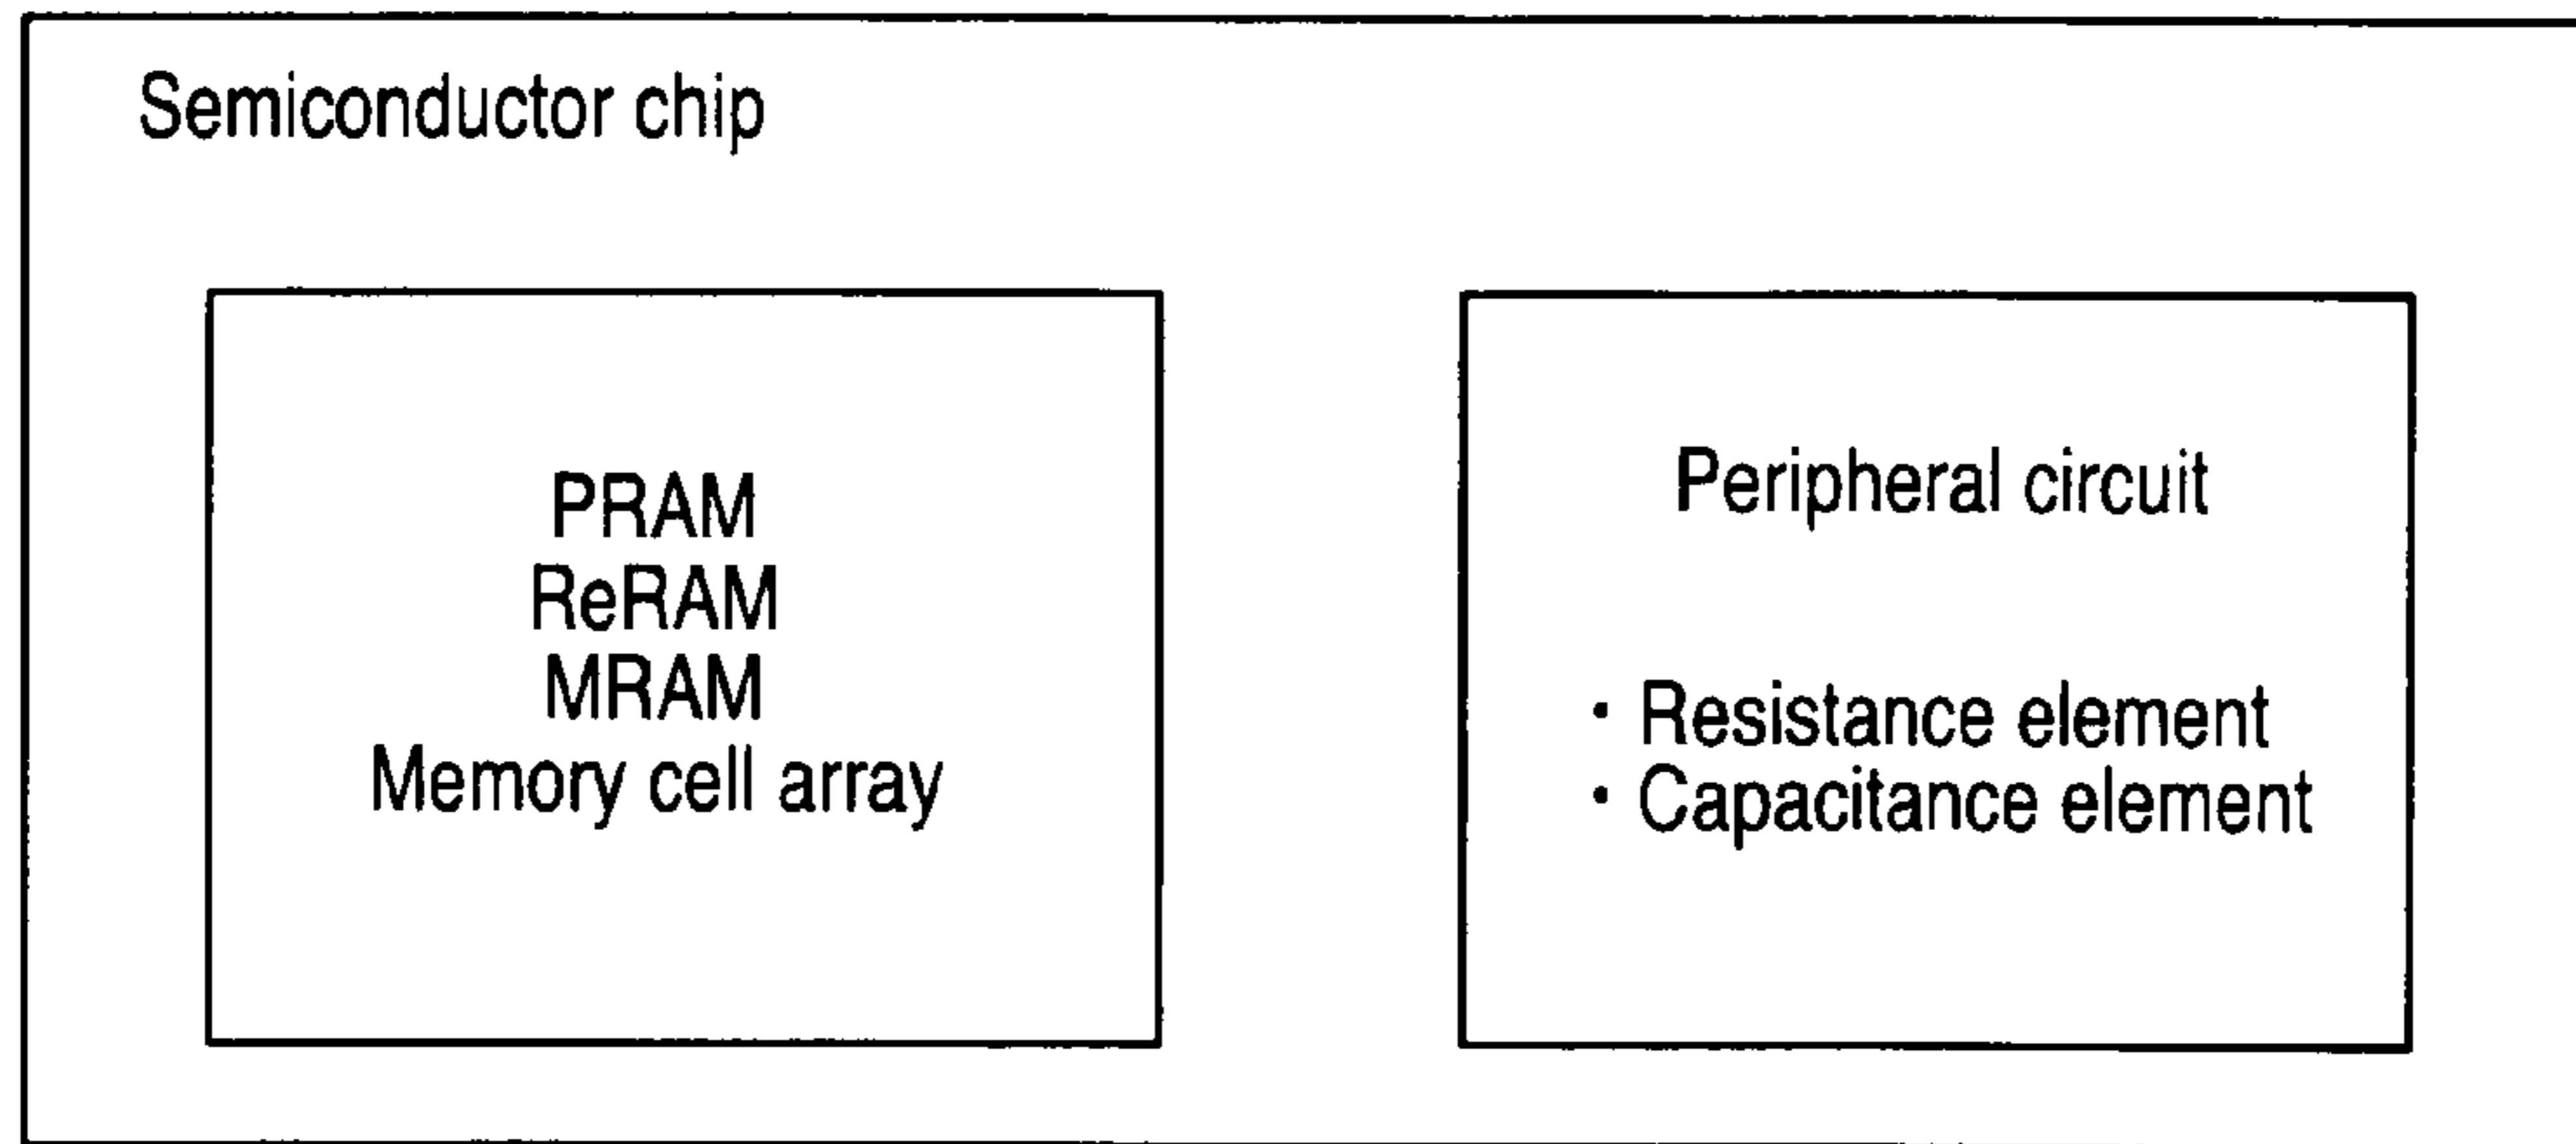 Semiconductor chip
PRAM
ReRAM
MRAM
Memory cell array
Peripheral circuit
・Resistance element
・Capacitance element